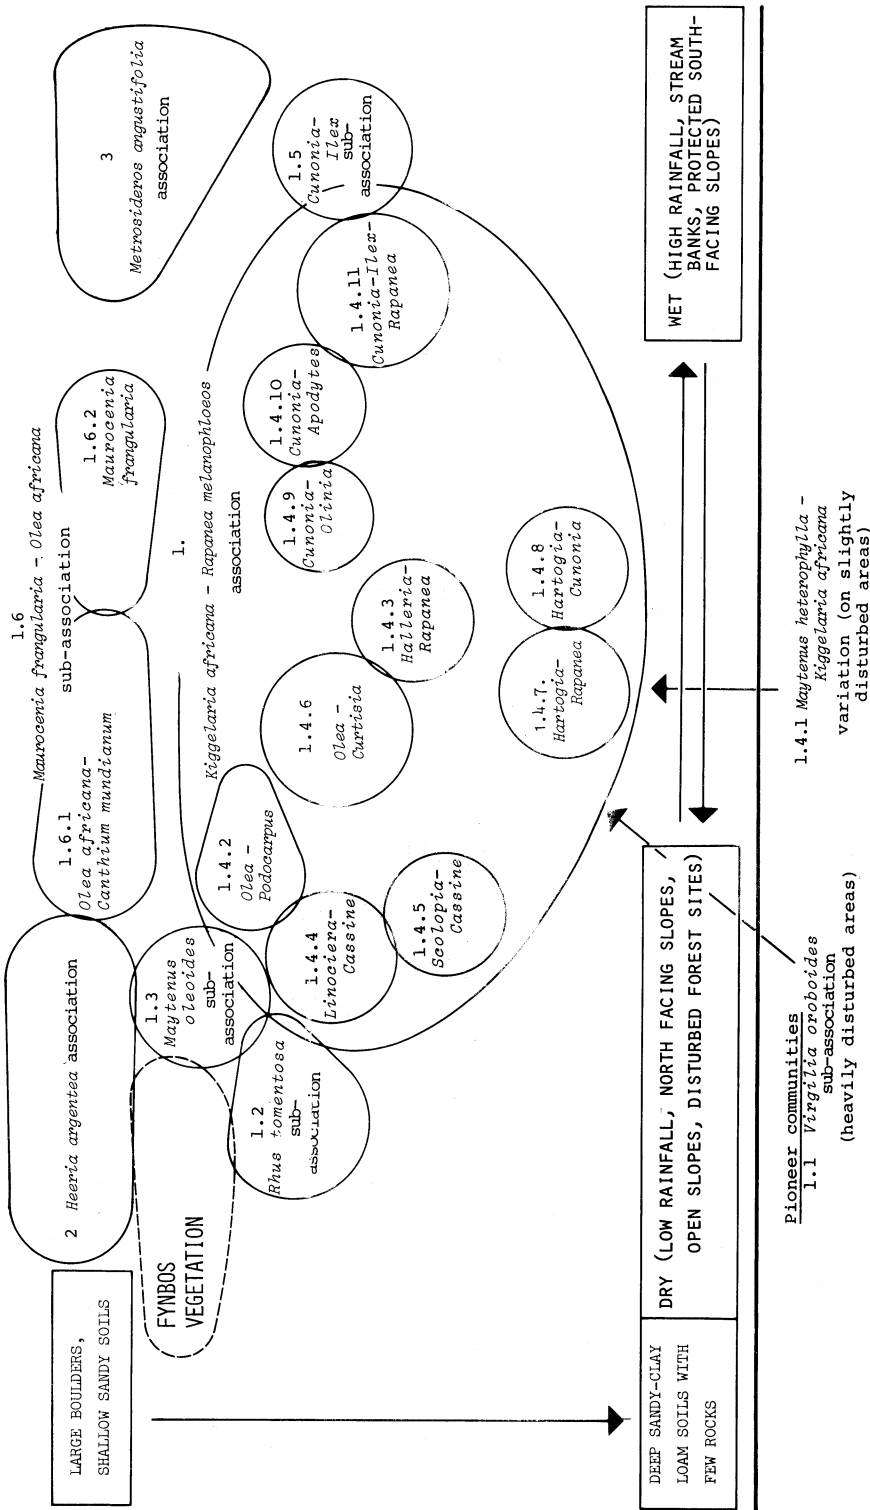 LARGE BOULDERS,
SHALLOW SANDY SOILS
2 Heeria argentea association
1.6
Maurocenia frangularia - Olea africana
sub-association
1.6.1
Olea africana-
Canthium mundianum
1.6.2
Maurocenia
frangularia
3
Metrosideros angustifolia
association
FYNBOS
VEGETATION
1.3
Maytenus
oleoides
sub-
association
1.2
Rhus tomentosa
sub-
association
1.
Kiggelaria africana - Rapanea melanophloeos
association
1.4.2
Olea -
Podocarpus
1.4.4
Linociera-
Cassine
1.4.5
Scolopia-
Cassine
1.4.6
Olea -
Curtisia
1.4.3
Halleria-
Rapanea
1.4.9
Cunonia-
Olinia
1.4.10
Cunonia-
Apodytes
1.4.11
Cunonia-Ilex-
Rapanea
1.5
Cunonia-
Ilex
sub-
association
1.4.7.
Hartogia-
Rapanea
1.4.8
Hartogia-
Cunonia
DEEP SANDY-CLAY
LOAM SOILS WITH
FEW ROCKS
DRY (LOW RAINFALL, NORTH FACING SLOPES,
OPEN SLOPES, DISTURBED FOREST SITES)
WET (HIGH RAINFALL, STREAM
BANKS, PROTECTED SOUTH-
FACING SLOPES)
Pioneer communities
1.1 Virgilia oroboides
sub-association
(heavily disturbed areas)
1.4.1 Maytenus heterophylla -
Kiggelaria africana
variation (on slightly
disturbed areas)